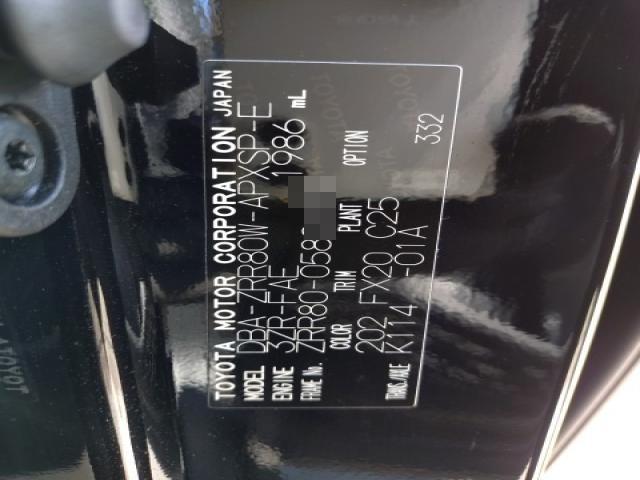 TOYOTA MOTOR CORPORATION JAPAN
MODEL DBA-ZRR80W-APXSP-E
ENGINE 3ZR-FAE 1986 mL
FRAME No. ZRR80-058
COLOR TRIM PLANT OPTION
202 FX20 C25 332
TRANS./AXLE K114 -01A
TOYOT